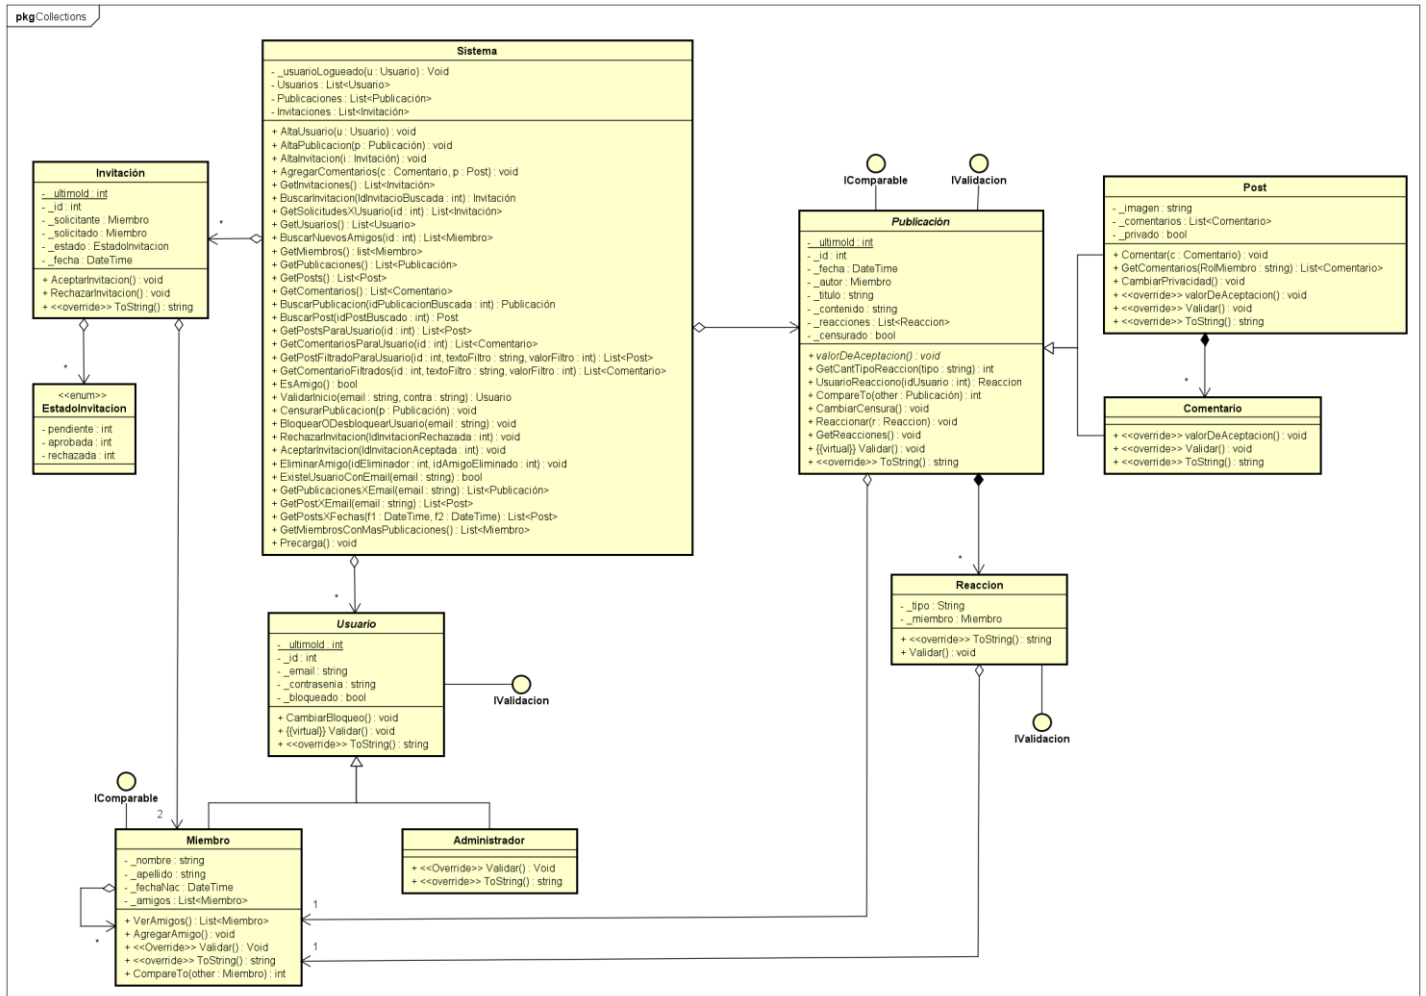 pkgCollections
Sistema
- _usuarioLogueado(u : Usuario) : Void
- Usuarios : List<Usuario>
- Publicaciones : List<Publicación>
- Invitaciones : List<Invitación>
+ AltaUsuario(u : Usuario) : void
+ AltaPublicacion(p : Publicación) : void
+ AltaInvitacion(i : Invitación) : void
+ AgregarComentarios(c : Comentario, p : Post) : void
+ GetInvitaciones() : List<Invitación>
+ BuscarInvitacion(IdInvitacioBuscada : int) : Invitación
+ GetSolicitudesXUsuario(id : int) : List<Invitación>
+ GetUsuarios() : List<Usuario>
+ BuscarNuevosAmigos(id : int) : List<Miembro>
+ GetMiembros() : list<Miembro>
+ GetPublicaciones() : List<Publicación>
+ GetPosts() : List<Post>
+ GetComentarios() : List<Comentario>
+ BuscarPublicacion(idPublicacionBuscada : int) : Publicación
+ BuscarPost(idPostBuscado : int) : Post
+ GetPostsParaUsuario(id : int) : List<Post>
+ GetComentariosParaUsuario(id : int) : List<Comentario>
+ GetPostFiltradoParaUsuario(id : int, textoFiltro : string, valorFiltro : int) : List<Post>
+ GetComentarioFiltrados(id : int, textoFiltro : string, valorFiltro : int) : List<Comentario>
+ EsAmigo() : bool
+ ValidarInicio(email : string, contra : string) : Usuario
+ CensurarPublicacion(p : Publicación) : void
+ BloquearODesbloquearUsuario(email : string) : void
+ RechazarInvitacion(IdInvitacionRechazada : int) : void
+ AceptarInvitacion(IdInvitacionAceptada : int) : void
+ EliminarAmigo(idEliminador : int, idAmigoEliminado : int) : void
+ ExisteUsuarioConEmail(email : string) : bool
+ GetPublicacionesXEmail(email : string) : List<Publicación>
+ GetPostXEmail(email : string) : List<Post>
+ GetPostsXFechas(f1 : DateTime, f2 : DateTime) : List<Post>
+ GetMiembrosConMasPublicaciones() : List<Miembro>
+ Precarga() : void
Invitación
- _ultimoId : int
- _id : int
- _solicitante : Miembro
- _solicitado : Miembro
- _estado : EstadoInvitacion
- _fecha : DateTime
+ AceptarInvitacion() : void
+ RechazarInvitacion() : void
+ <<override>> ToString() : string
*
*
<<enum>>
EstadoInvitacion
- pendiente : int
- aprobada : int
- rechazada : int
IComparable
IValidacion
Publicación
- _ultimoId : int
- _id : int
- _fecha : DateTime
- _autor : Miembro
- _titulo : string
- _contenido : string
- _reacciones : List<Reaccion>
- _censurado : bool
+ valorDeAceptacion() : void
+ GetCantTipoReaccion(tipo : string) : int
+ UsuarioReacciono(idUsuario : int) : Reaccion
+ CompareTo(other : Publicación) : int
+ CambiarCensura() : void
+ Reaccionar(r : Reaccion) : void
+ GetReacciones() : void
+ {{virtual}} Validar() : void
+ <<override>> ToString() : string
Post
- _imagen : string
- _comentarios : List<Comentario>
- _privado : bool
+ Comentar(c : Comentario) : void
+ GetComentarios(RolMiembro : string) : List<Comentario>
+ CambiarPrivacidad() : void
+ <<override>> valorDeAceptacion() : void
+ <<override>> Validar() : void
+ <<override>> ToString() : string
*
Comentario
+ <<override>> valorDeAceptacion() : void
+ <<override>> Validar() : void
+ <<override>> ToString() : string
*
Reaccion
- _tipo : String
- _miembro : Miembro
+ <<override>> ToString() : string
+ Validar() : void
IValidacion
*
Usuario
- _ultimoId : int
- _id : int
- _email : string
- _contrasenia : string
- _bloqueado : bool
+ CambiarBloqueo() : void
+ {{virtual}} Validar() : void
+ <<override>> ToString() : string
IValidacion
IComparable
2
Miembro
- _nombre : string
- _apellido : string
- _fechaNac : DateTime
- _amigos : List<Miembro>
+ VerAmigos() : List<Miembro>
+ AgregarAmigo() : void
+ <<Override>> Validar() : Void
+ <<override>> ToString() : string
+ CompareTo(other : Miembro) : int
*
1
1
Administrador
+ <<Override>> Validar() : Void
+ <<override>> ToString() : string